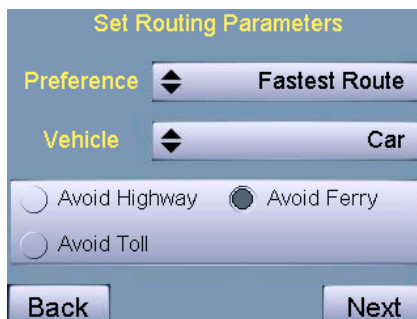 Set Routing Parameters
Preference Fastest Route
Vehicle Car
Avoid Highway Avoid Ferry
Avoid Toll
Back Next